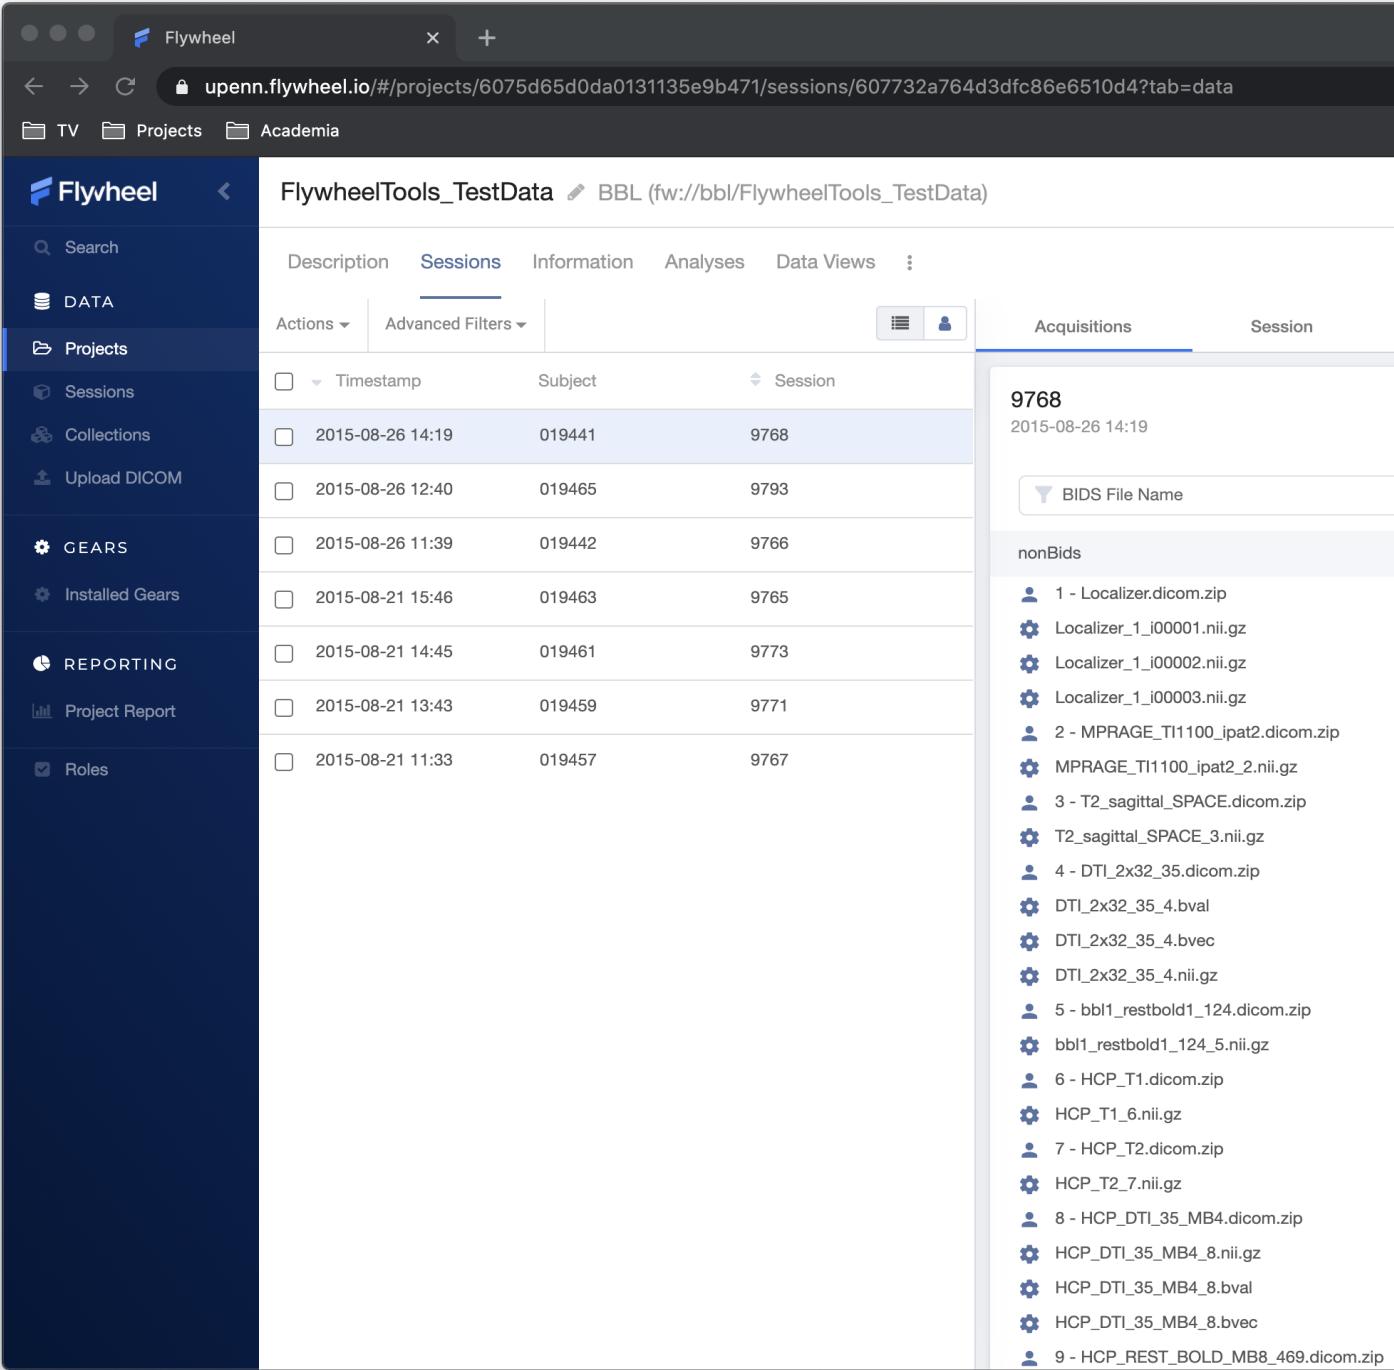 Flywheel
upenn.flywheel.io/#/projects/6075d65d0da0131135e9b471/sessions/607732a764d3dfc86e6510d4?tab=data
TV Projects Academia
Flywheel
Search
DATA
Projects
Sessions
Collections
Upload DICOM
GEARS
Installed Gears
REPORTING
Project Report
Roles
FlywheelTools_TestData BBL (fw://bbl/FlywheelTools_TestData)
Description Sessions Information Analyses Data Views
Actions Advanced Filters
Timestamp Subject Session
2015-08-26 14:19 019441 9768
2015-08-26 12:40 019465 9793
2015-08-26 11:39 019442 9766
2015-08-21 15:46 019463 9765
2015-08-21 14:45 019461 9773
2015-08-21 13:43 019459 9771
2015-08-21 11:33 019457 9767
Acquisitions Session
9768
2015-08-26 14:19
BIDS File Name
nonBids
1 - Localizer.dicom.zip
Localizer_1_i00001.nii.gz
Localizer_1_i00002.nii.gz
Localizer_1_i00003.nii.gz
2 - MPRAGE_TI1100_ipat2.dicom.zip
MPRAGE_TI1100_ipat2_2.nii.gz
3 - T2_sagittal_SPACE.dicom.zip
T2_sagittal_SPACE_3.nii.gz
4 - DTI_2x32_35.dicom.zip
DTI_2x32_35_4.bval
DTI_2x32_35_4.bvec
DTI_2x32_35_4.nii.gz
5 - bbl1_restbold1_124.dicom.zip
bbl1_restbold1_124_5.nii.gz
6 - HCP_T1.dicom.zip
HCP_T1_6.nii.gz
7 - HCP_T2.dicom.zip
HCP_T2_7.nii.gz
8 - HCP_DTI_35_MB4.dicom.zip
HCP_DTI_35_MB4_8.nii.gz
HCP_DTI_35_MB4_8.bval
HCP_DTI_35_MB4_8.bvec
9 - HCP_REST_BOLD_MB8_469.dicom.zip